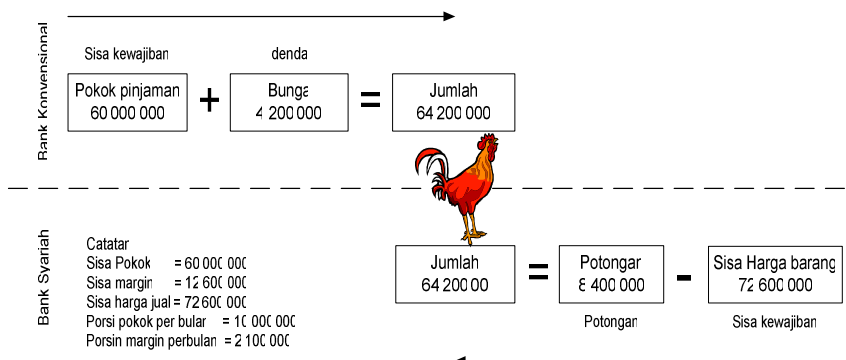 Bank Konvensional
Sisa kewajiban
denda
Pokok pinjaman
60 000 000
+
Bunga
4 200 000
=
Jumlah
64 200 000
Bank Syariah
Catatar
Sisa Pokok = 60 000 000
Sisa margin = 12 600 000
Sisa harga jual = 72 600 000
Porsi pokok per bular = 10 000 000
Porsin margin perbulan = 2 100 000
Jumlah
64 200 00
=
Potongar
8 400 000
-
Sisa Harga barang
72 600 000
Potongan
Sisa kewajiban